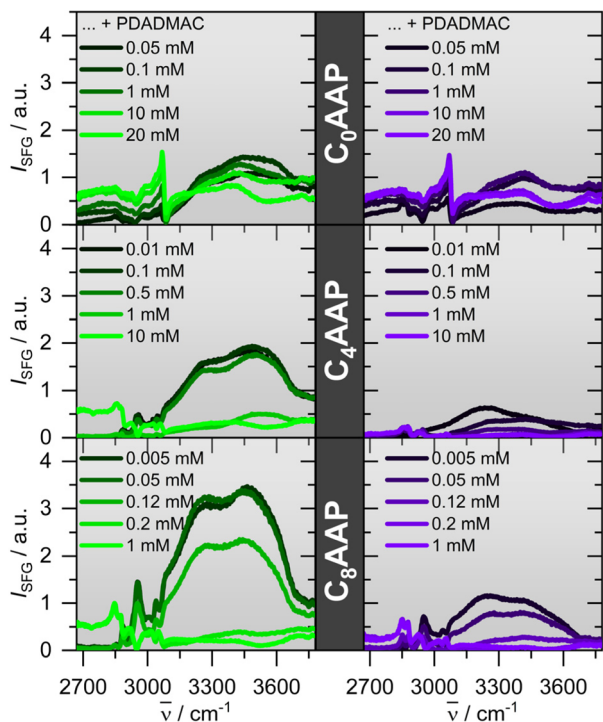 ... + PDADMAC
0.05 mM
0.1 mM
1 mM
10 mM
20 mM
4
3
2
1
0
I_SFG / a.u.
C₀AAP
... + PDADMAC
0.05 mM
0.1 mM
1 mM
10 mM
20 mM
0.01 mM
0.1 mM
0.5 mM
1 mM
10 mM
4
3
2
1
0
I_SFG / a.u.
C₄AAP
0.01 mM
0.1 mM
0.5 mM
1 mM
10 mM
0.005 mM
0.05 mM
0.12 mM
0.2 mM
1 mM
4
3
2
1
0
I_SFG / a.u.
C₈AAP
0.005 mM
0.05 mM
0.12 mM
0.2 mM
1 mM
2700 3000 3300 3600
ν̅ / cm⁻¹
2700 3000 3300 3600
ν̅ / cm⁻¹